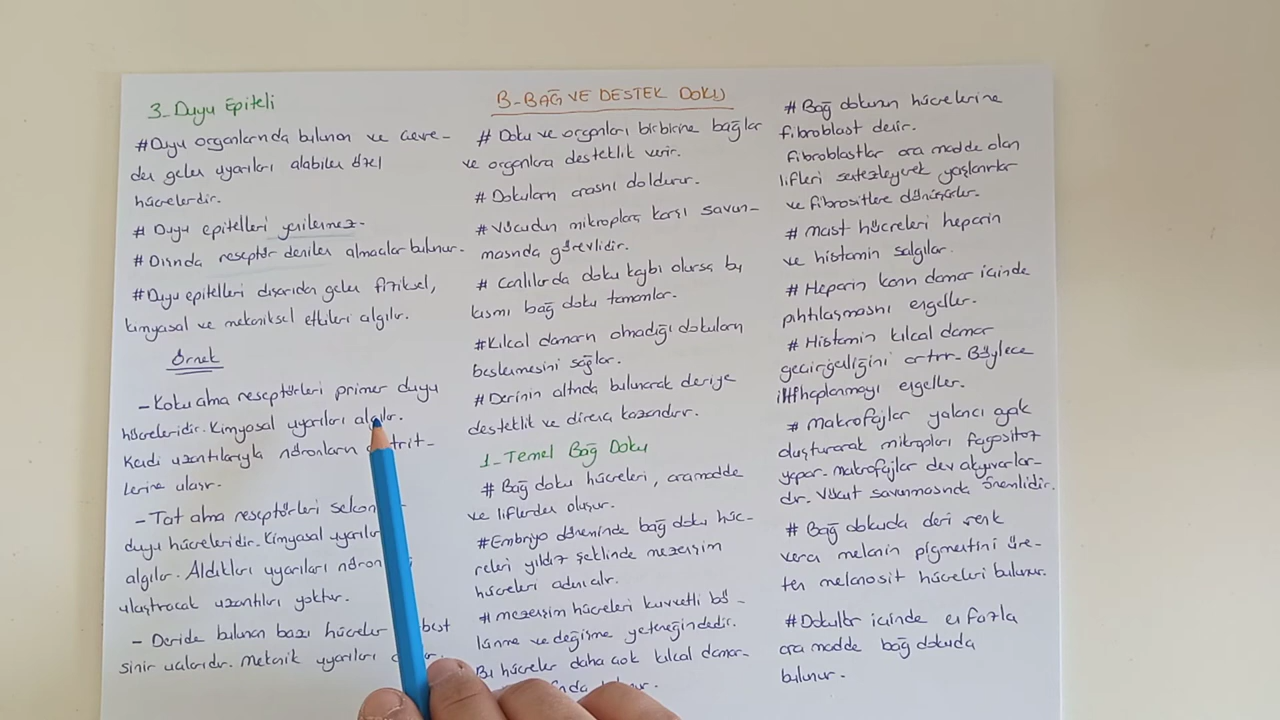 3_Duyu Epiteli
#Duyu organlarında bulunan ve çevre-
den gelen uyarıları alabilen özel
hücrelerdir.
# Duyu epitelleri yenilenmez.
# Dışında reseptör denilen almaçlar bulunur.
#Duyu epitelleri dışarıdan gelen fiziksel,
kimyasal ve mekaniksel etkileri algılar.
Örnek
-Koku alma reseptörleri primer duyu
hücreleridir. Kimyasal uyarıları algılar.
Kendi uzantılarıyla nöronların
lerine ulaşır.
-Tat alma reseptörleri
duyu hücreleridir. Kimyasal
algılar. Aldıkları uyarıları
ulaştıracak uzantıları yoktur.
- Deride bulunan bazı hücreler
sinir uçlarıdır. Mekanik uyarıları
B-BAĞ VE DESTEK DOKU
# Doku ve organları birbirine bağlar
ve organlara desteklik verir.
# Dokuların arasını doldurur.
# Vücudun mikroplara karşı savun-
masında görevlidir.
# Canlılarda doku kaybı olursa bu
kısmı bağ doku tamamlar.
#Kılcal damarın olmadığı dokuların
beslenmesini sağlar.
# Derinin altında bulunarak deriye
desteklik ve direnç kazandırır.
1-Temel Bağ Doku
# Bağ doku hücreleri, ara madde
ve liflerden oluşur.
#Embriyo döneminde bağ doku hüc-
releri yıldız şeklinde mezenşim
hücreleri adını alır.
# mezenşim hücreleri kuvvetli bö-
lünme ve değişme yeteneğindedir.
Bu hücreler daha çok kılcal damar-
# Bağ dokunun hücrelerine
fibroblast denir.
Fibroblastlar ara madde olan
lifleri sentezleyerek yaşlanırlar
ve fibrositlere dönüşürler.
# mast hücreleri heparin
ve histamin salgılar.
# Heparin kanın damar içinde
pıhtılaşmasını engeller.
# Histamin kılcal damar
geçirgenliğini artırır. Böylece
iltihaplanmayı engeller.
# makrofajlar yalancı ayak
oluşturarak mikropları fagositoz
yapar. makrofajlar dev akyuvarlar-
dır. Vücut savunmasında önemlidir.
# Bağ dokuda deri renk
veren melanin pigmentini üre-
ten melanosit hücreleri bulunur.
#Dokular içinde en fazla
ara madde bağ dokuda
bulunur.